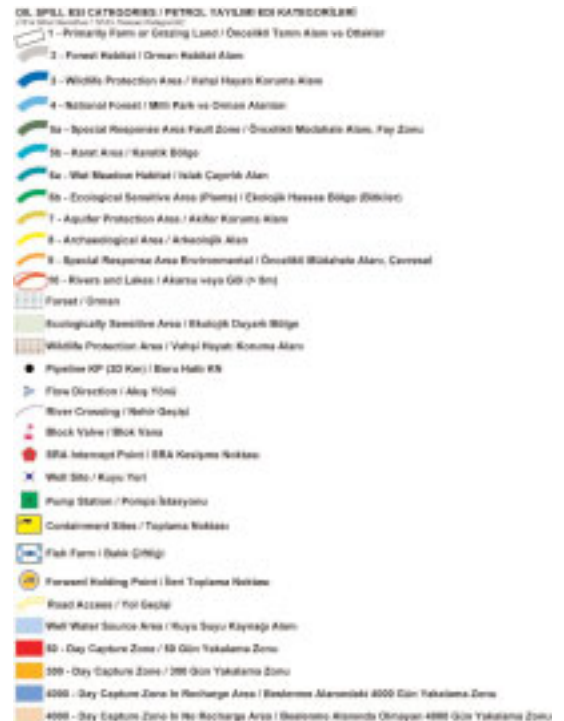 OIL SPILL ESI CATEGORIES / PETROL YAYILIMI EDI KATEGORİLERİ
1 - Primarily Farm or Grazing Land / Öncelikli Tarım Alanı ve Otlaklar
2 - Forest Habitat / Orman Habitat Alanı
3 - Wildlife Protection Area / Vahşi Hayatı Koruma Alanı
4 - National Forest / Milli Park ve Orman Alanları
5a - Special Response Area Fault Zone / Öncelikli Müdahale Alanı, Fay Zonu
5b - Karst Area / Karstik Bölge
6a - Wet Meadow Habitat / Islak Çayırlık Alan
6b - Ecological Sensitive Area (Plants) / Ekolojik Hassas Bölge (Bitkiler)
7 - Aquifer Protection Area / Akifer Koruma Alanı
8 - Archaeological Area / Arkeolojik Alan
9 - Special Response Area Environmental / Öncelikli Müdahale Alanı, Çevresel
10 - Rivers and Lakes / Akarsu veya Göl (> 5m)
Forest / Orman
Ecologically Sensitive Area / Ekolojik Duyarlı Bölge
Wildlife Protection Area / Vahşi Hayatı Koruma Alanı
Pipeline KP (20 Km) / Boru Hattı KN
Flow Direction / Akış Yönü
River Crossing / Nehir Geçişi
Block Valve / Blok Vana
SRA Intercept Point / SRA Kesişme Noktası
Well Site / Kuyu Yeri
Pump Station / Pompa İstasyonu
Containment Sites / Toplama Noktası
Fish Farm / Balık Çiftliği
Forward Holding Point / İleri Toplama Noktası
Road Access / Yol Geçişi
Well Water Source Area / Kuyu Suyu Kaynağı Alanı
50 - Day Capture Zone / 50 Gün Yakalama Zonu
300 - Day Capture Zone / 300 Gün Yakalama Zonu
4000 - Day Capture Zone In Recharge Area / Beslenme Alanındaki 4000 Gün Yakalama Zonu
4000 - Day Capture Zone In No Recharge Area / Beslenme Alanında Olmayan 4000 Gün Yakalama Zonu